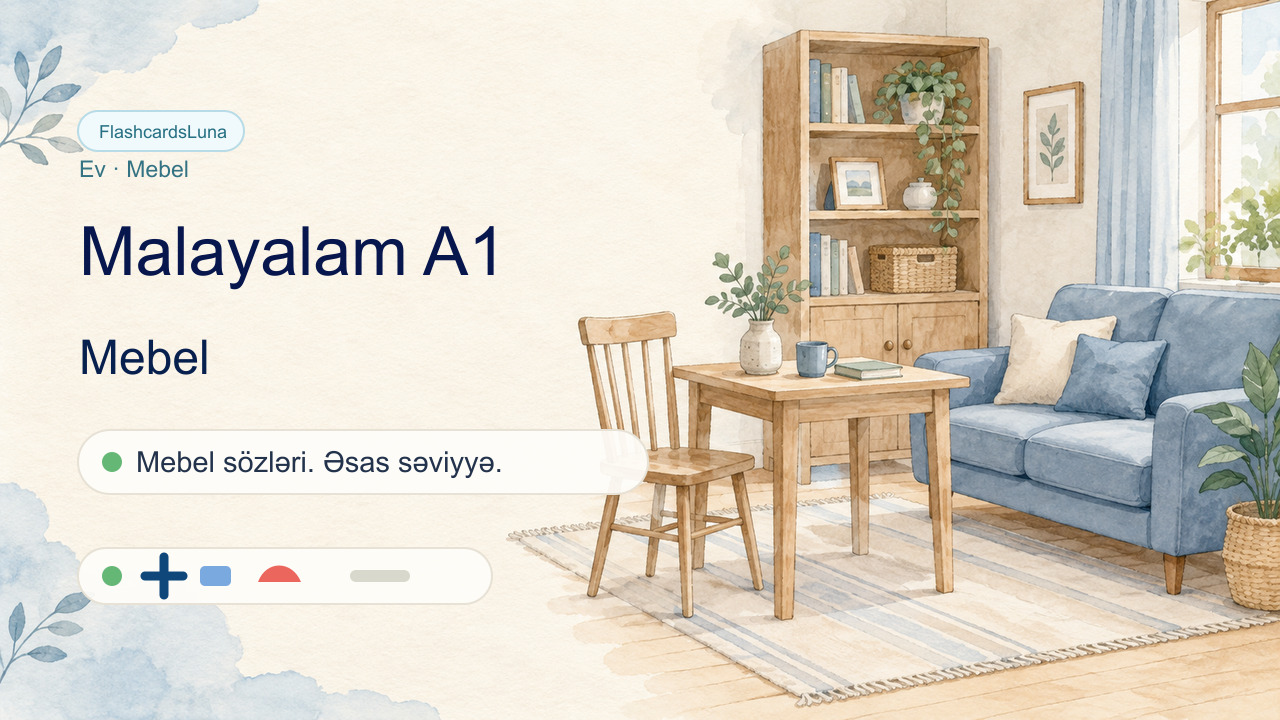 FlashcardsLuna
Ev · Mebel
Malayalam A1
Mebel
Mebel sözləri. Əsas səviyyə.